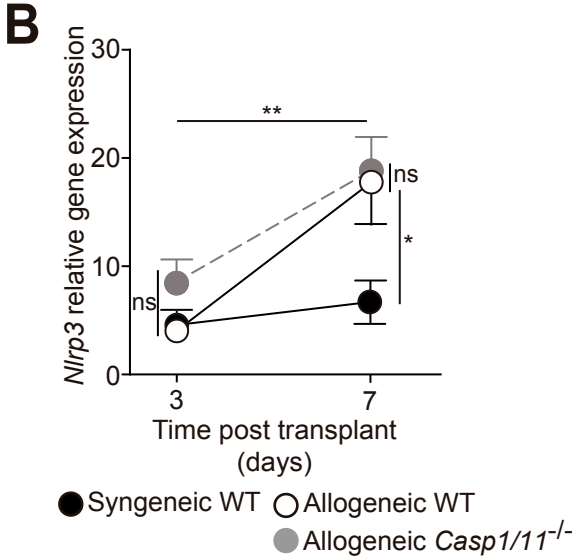 B
Nlrp3 relative gene expression
30
20
10
0
**
ns
ns
*
3
7
Time post transplant
(days)
Syngeneic WT
Allogeneic WT
Allogeneic Casp1/11-/-